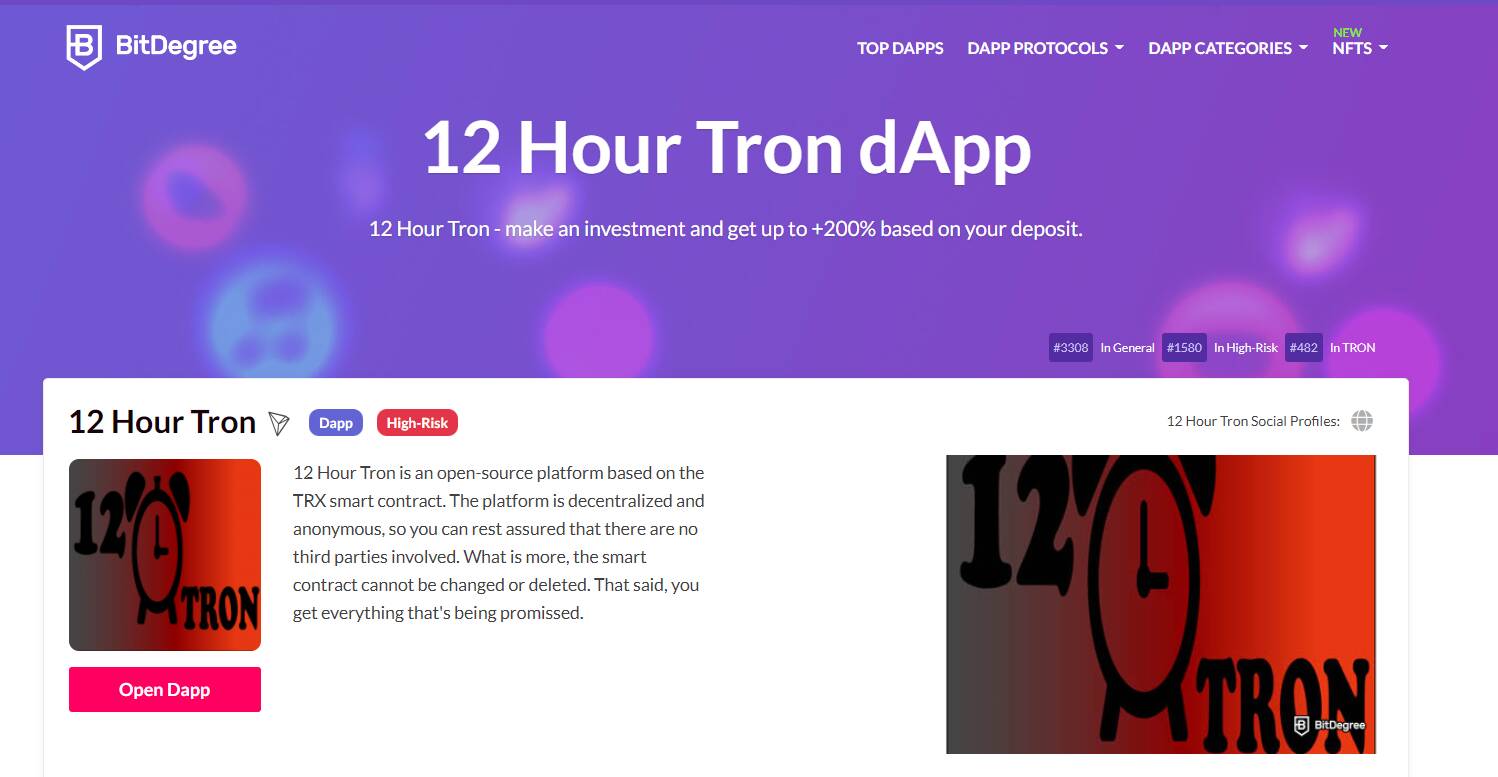 BitDegree
TOP DAPPS DAPP PROTOCOLS DAPP CATEGORIES NEW NFTS
12 Hour Tron dApp
12 Hour Tron - make an investment and get up to +200% based on your deposit.
#3308 In General #1580 In High-Risk #482 In TRON
12 Hour Tron Dapp High-Risk
12 Hour Tron Social Profiles:
12
TRON
12 Hour Tron is an open-source platform based on the
TRX smart contract. The platform is decentralized and
anonymous, so you can rest assured that there are no
third parties involved. What is more, the smart
contract cannot be changed or deleted. That said, you
get everything that's being promissed.
Open Dapp
12
TRON
BitDegree